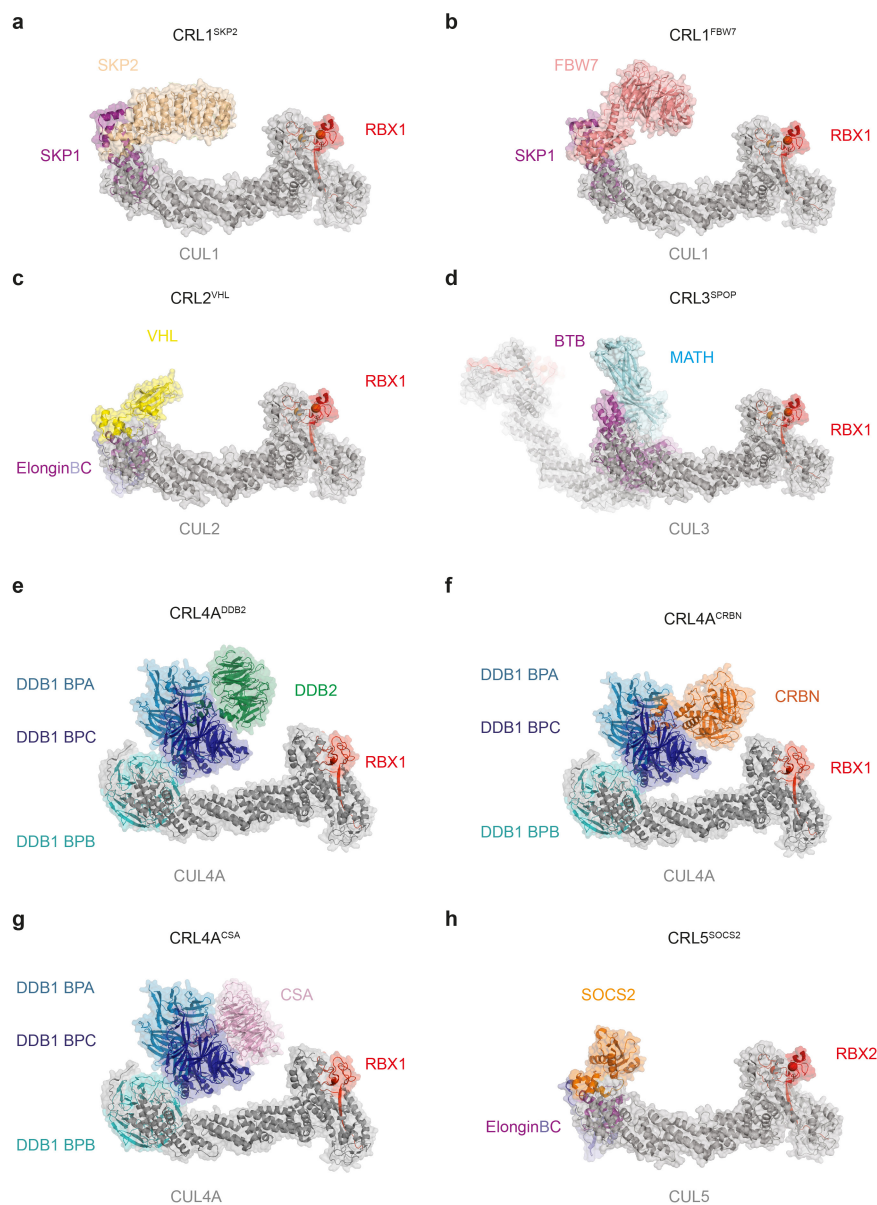 a
CRL1SKP2
SKP2
RBX1
SKP1
CUL1
b
CRL1FBW7
FBW7
RBX1
SKP1
CUL1
c
CRL2VHL
VHL
RBX1
ElonginBC
CUL2
d
CRL3SPOP
BTB
MATH
RBX1
CUL3
e
CRL4ADDB2
DDB1 BPA
DDB2
DDB1 BPC
RBX1
DDB1 BPB
CUL4A
f
CRL4ACRBN
DDB1 BPA
CRBN
DDB1 BPC
RBX1
DDB1 BPB
CUL4A
g
CRL4ACSA
DDB1 BPA
CSA
DDB1 BPC
RBX1
DDB1 BPB
CUL4A
h
CRL5SOCS2
SOCS2
RBX2
ElonginBC
CUL5